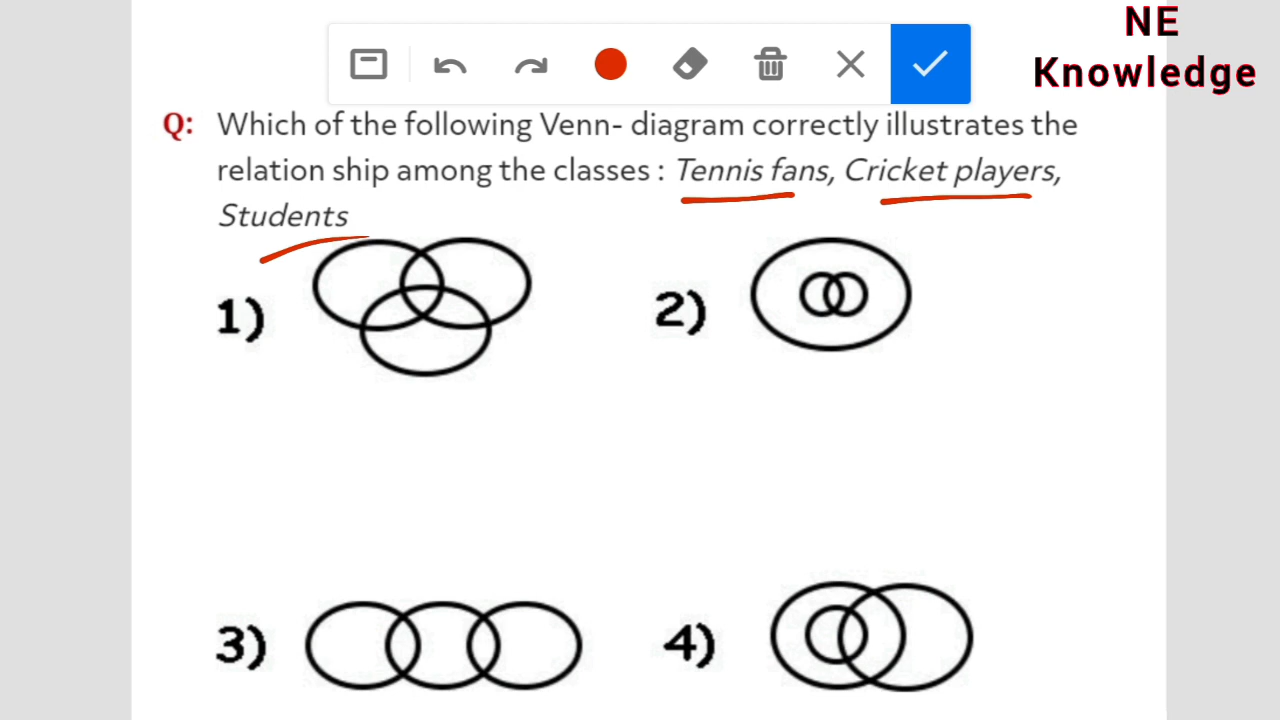 NE
Knowledge
Q: Which of the following Venn- diagram correctly illustrates the
relation ship among the classes : Tennis fans, Cricket players,
Students
1)
2)
3)
4)